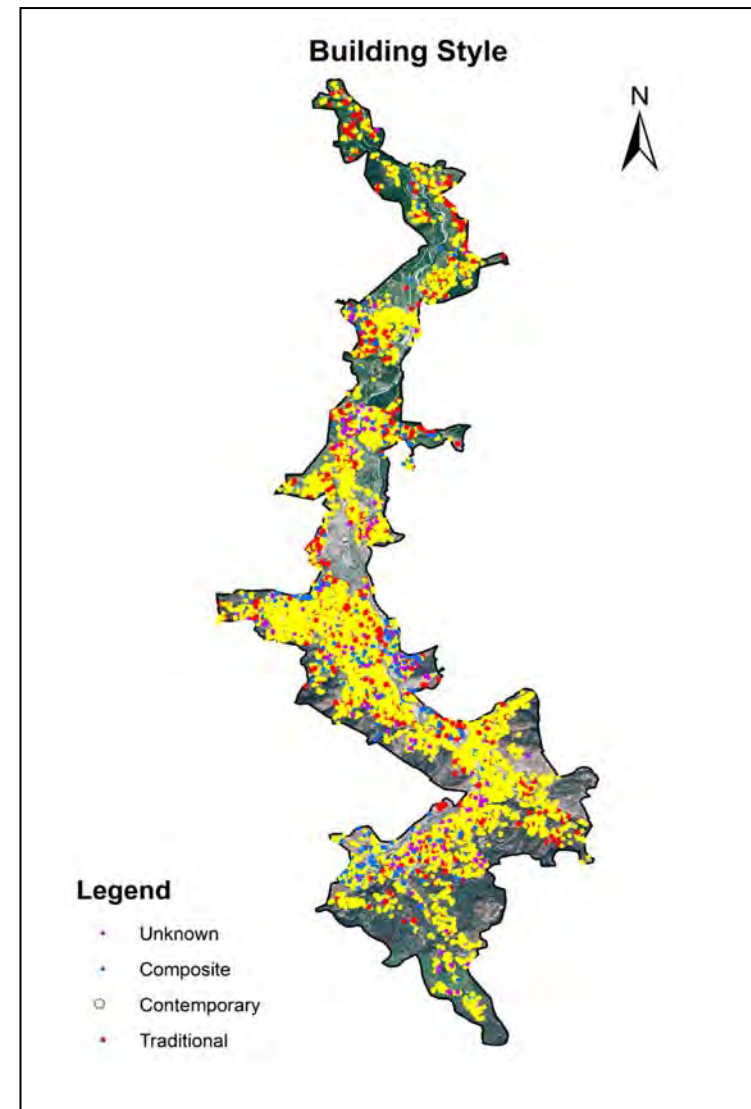 Building Style
N
Legend
Unknown
Composite
Contemporary
Traditional